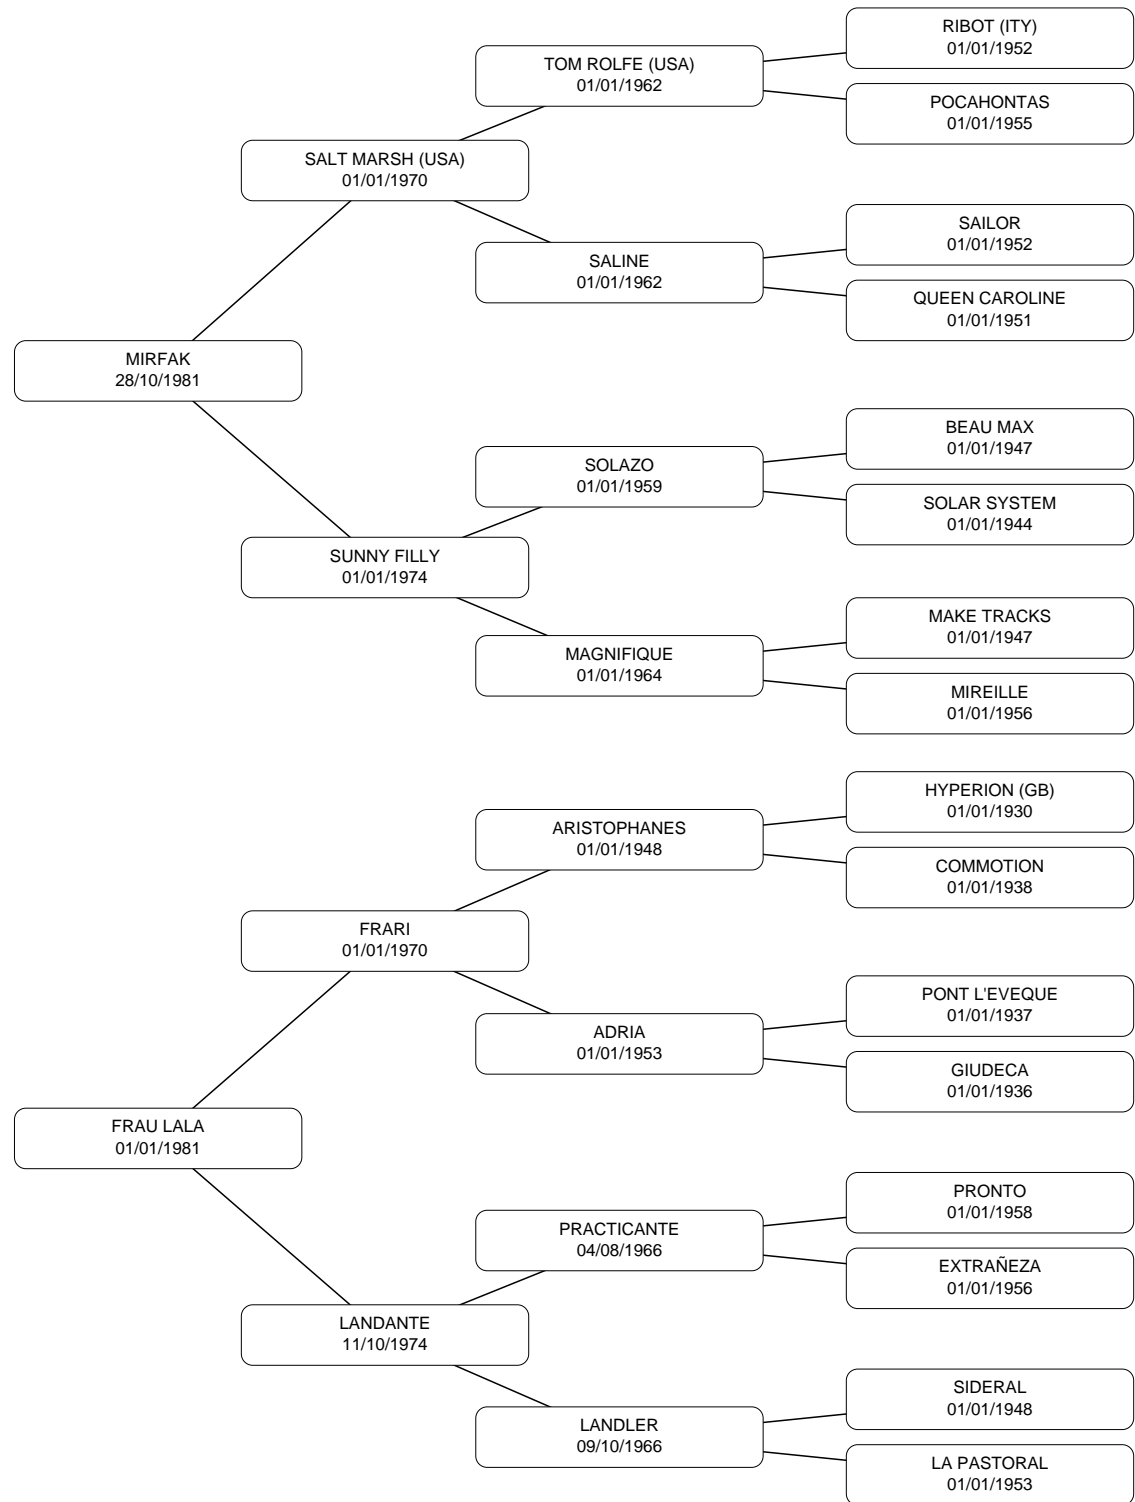 RIBOT (ITY)
01/01/1952
TOM ROLFE (USA)
01/01/1962
POCAHONTAS
01/01/1955
SALT MARSH (USA)
01/01/1970
SAILOR
01/01/1952
SALINE
01/01/1962
QUEEN CAROLINE
01/01/1951
MIRFAK
28/10/1981
BEAU MAX
01/01/1947
SOLAZO
01/01/1959
SOLAR SYSTEM
01/01/1944
SUNNY FILLY
01/01/1974
MAKE TRACKS
01/01/1947
MAGNIFIQUE
01/01/1964
MIREILLE
01/01/1956
HYPERION (GB)
01/01/1930
ARISTOPHANES
01/01/1948
COMMOTION
01/01/1938
FRARI
01/01/1970
PONT L'EVEQUE
01/01/1937
ADRIA
01/01/1953
GIUDECA
01/01/1936
FRAU LALA
01/01/1981
PRONTO
01/01/1958
PRACTICANTE
04/08/1966
EXTRAÑEZA
01/01/1956
LANDANTE
11/10/1974
SIDERAL
01/01/1948
LANDLER
09/10/1966
LA PASTORAL
01/01/1953